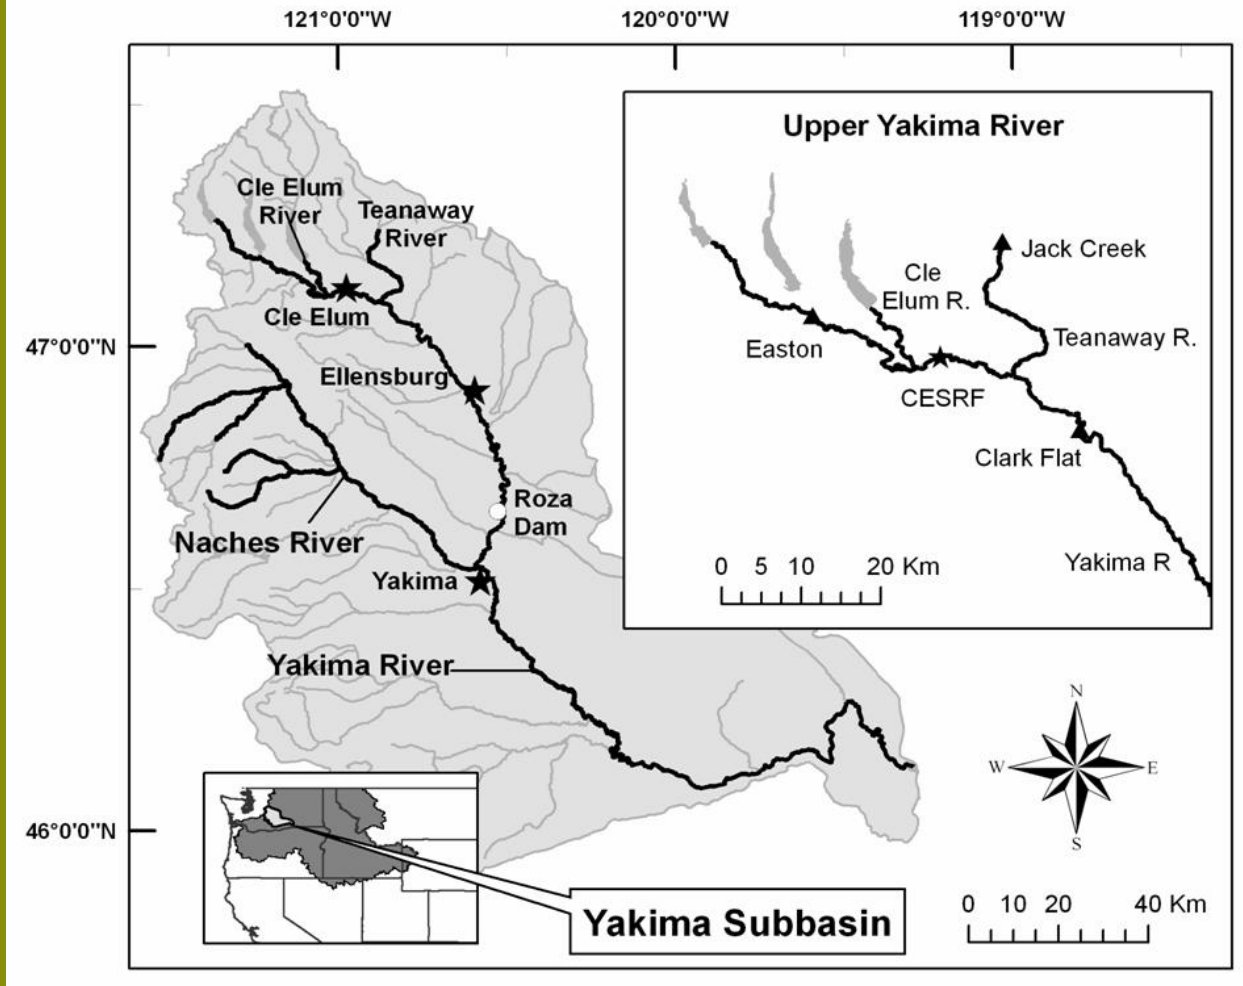 121°0'0"W
120°0'0"W
119°0'0"W
Upper Yakima River
Cle Elum
River
Teanaway
River
Cle Elum
47°0'0"N
Ellensburg
Roza
Dam
Naches River
Yakima
Yakima River
46°0'0"N
Jack Creek
Cle
Elum R.
Easton
Teanaway R.
CESRF
Clark Flat
Yakima R
0 5 10 20 Km
N
W
E
S
Yakima Subbasin
0 10 20 40 Km